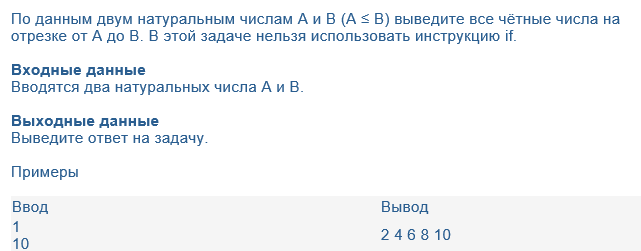 По данным двум натуральным числам A и B (A ≤ B) выведите все чётные числа на
отрезке от A до B. В этой задаче нельзя использовать инструкцию if.
Входные данные
Вводятся два натуральных числа A и B.
Выходные данные
Выведите ответ на задачу.
Примеры
Ввод Вывод
1
10
2 4 6 8 10